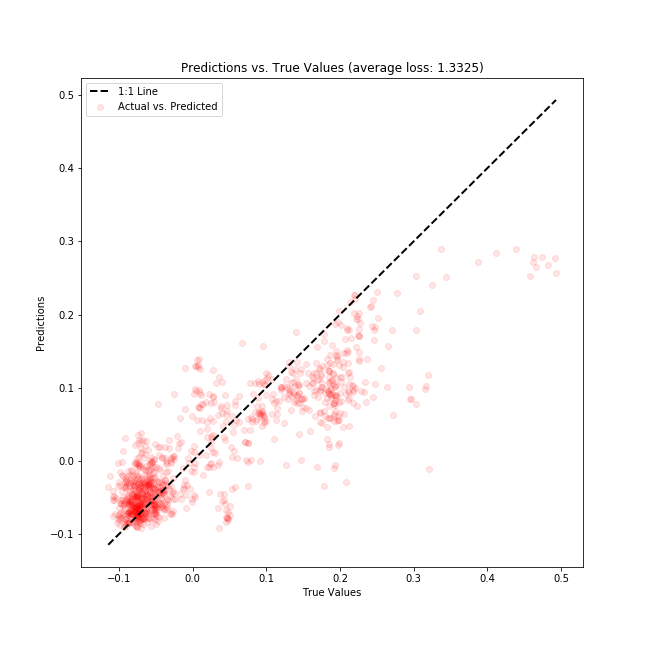 Predictions vs. True Values (average loss: 1.3325)
1:1 Line
Actual vs. Predicted
0.5
0.4
0.3
0.2
0.1
0.0
−0.1
Predictions
−0.1 0.0 0.1 0.2 0.3 0.4 0.5
True Values